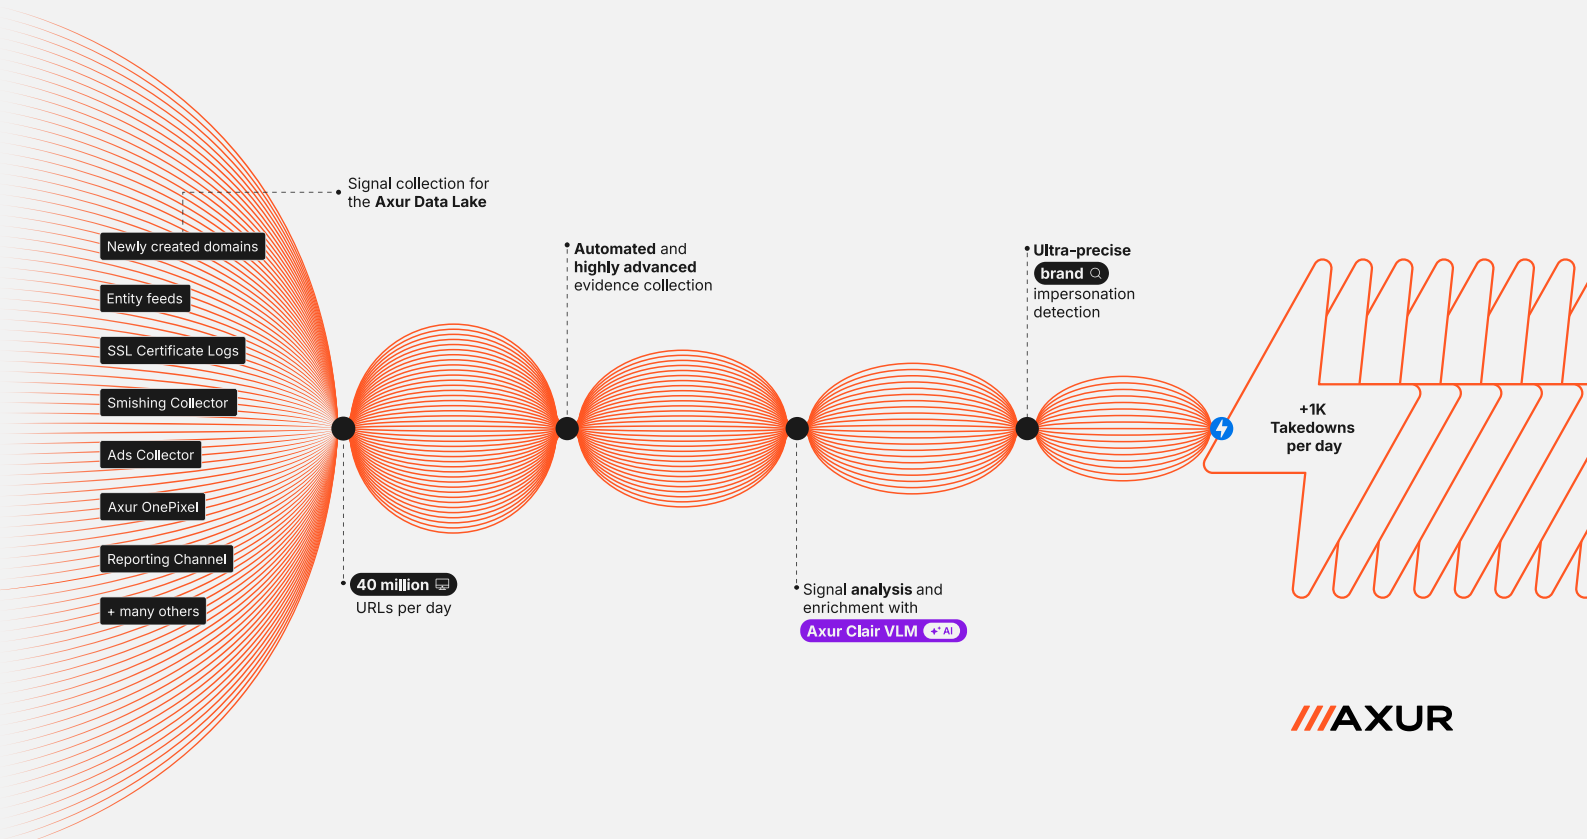 Signal collection for
the Axur Data Lake
Newly created domains
Entity feeds
SSL Certificate Logs
Smishing Collector
Ads Collector
Axur OnePixel
Reporting Channel
+ many others
40 million
URLs per day
Automated and
highly advanced
evidence collection
Signal analysis and
enrichment with
Axur Clair VLM AI
Ultra-precise
brand
impersonation
detection
+1K
Takedowns
per day
AXUR